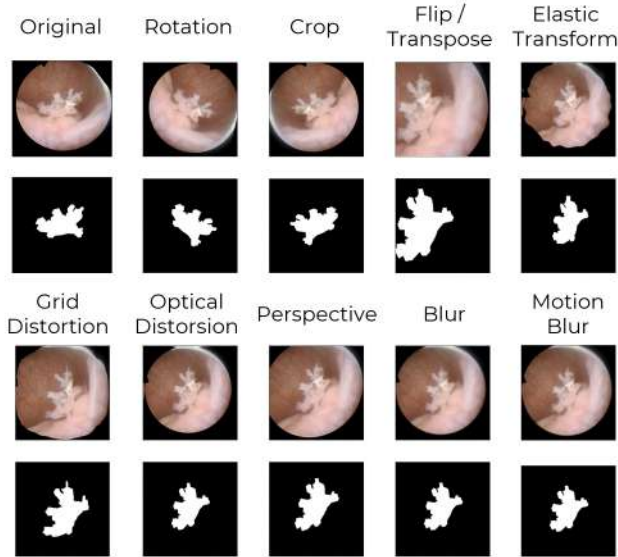 Original
Rotation
Crop
Flip /
Transpose
Elastic
Transform
Grid
Distortion
Optical
Distorsion
Perspective
Blur
Motion
Blur